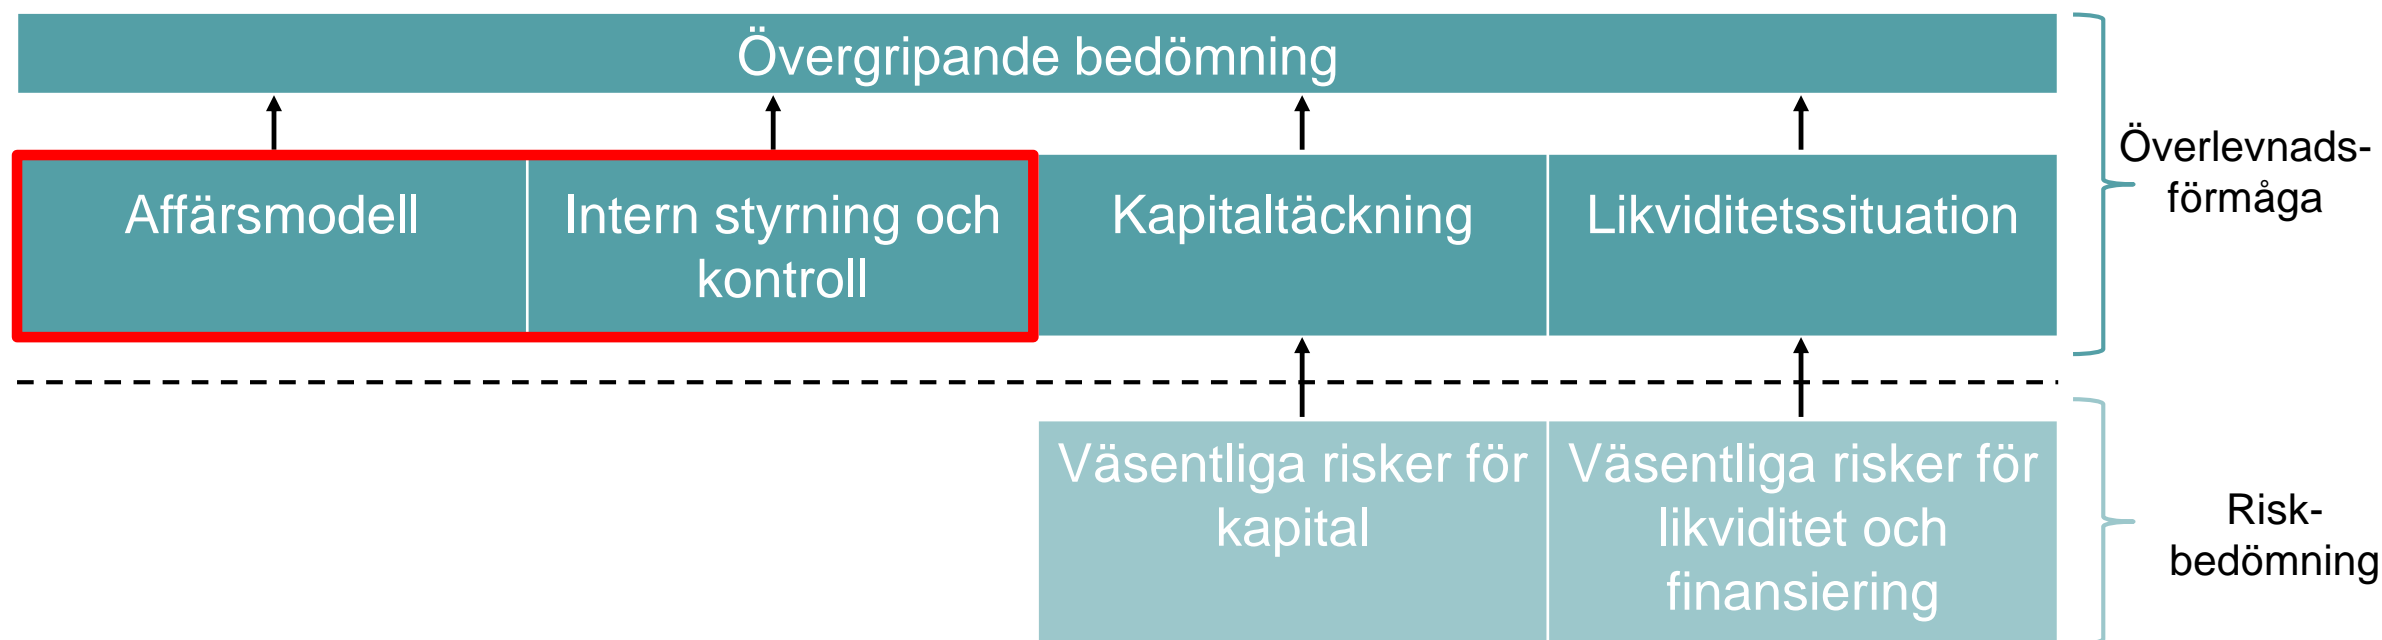 Övergripande bedömning
Affärsmodell
Intern styrning och
kontroll
Kapitaltäckning
Likviditetssituation
Överlevnads-
förmåga
Väsentliga risker för
kapital
Väsentliga risker för
likviditet och
finansiering
Risk-
bedömning